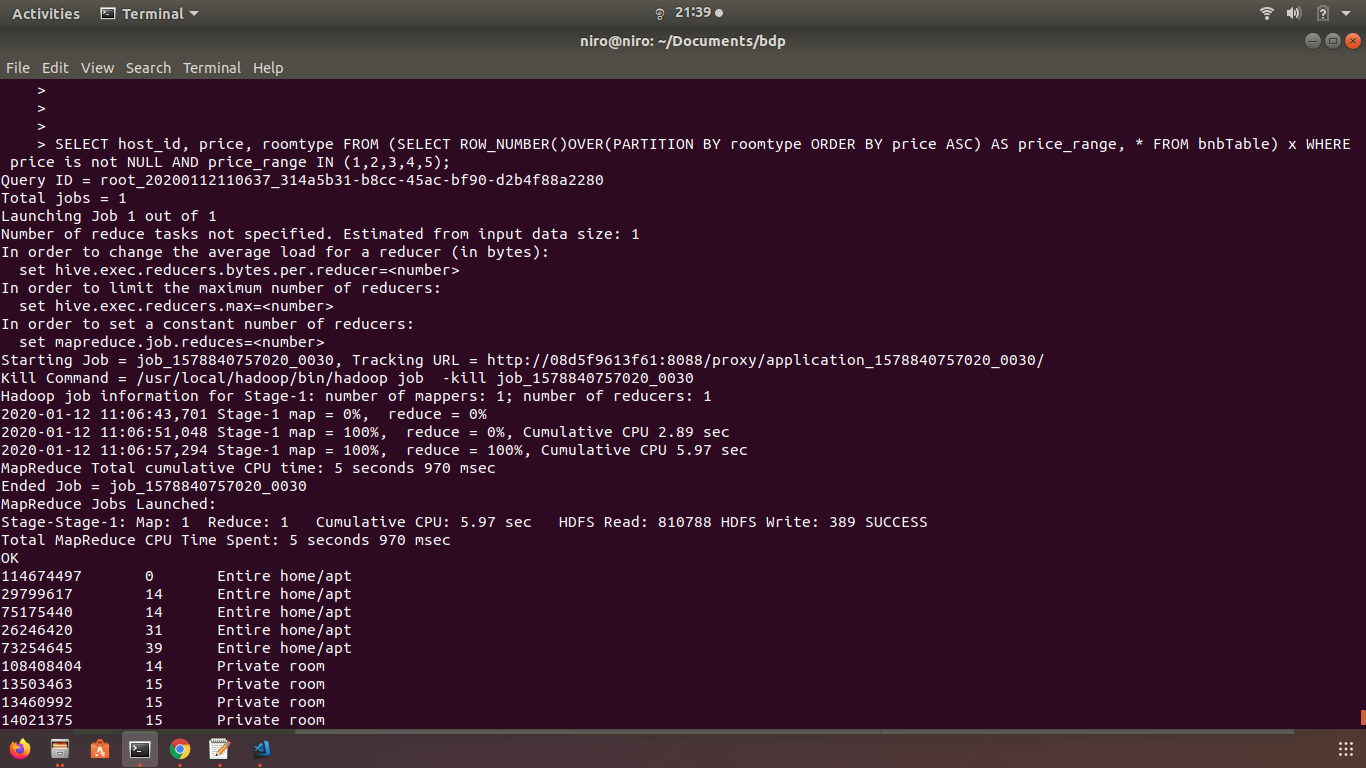 Activities Terminal 21:39
niro@niro: ~/Documents/bdp
File Edit View Search Terminal Help
>
>
>
> SELECT host_id, price, roomtype FROM (SELECT ROW_NUMBER()OVER(PARTITION BY roomtype ORDER BY price ASC) AS price_range, * FROM bnbTable) x WHERE
price is not NULL AND price_range IN (1,2,3,4,5);
Query ID = root_20200112110637_314a5b31-b8cc-45ac-bf90-d2b4f88a2280
Total jobs = 1
Launching Job 1 out of 1
Number of reduce tasks not specified. Estimated from input data size: 1
In order to change the average load for a reducer (in bytes):
set hive.exec.reducers.bytes.per.reducer=<number>
In order to limit the maximum number of reducers:
set hive.exec.reducers.max=<number>
In order to set a constant number of reducers:
set mapreduce.job.reduces=<number>
Starting Job = job_1578840757020_0030, Tracking URL = http://08d5f9613f61:8088/proxy/application_1578840757020_0030/
Kill Command = /usr/local/hadoop/bin/hadoop job  -kill job_1578840757020_0030
Hadoop job information for Stage-1: number of mappers: 1; number of reducers: 1
2020-01-12 11:06:43,701 Stage-1 map = 0%,  reduce = 0%
2020-01-12 11:06:51,048 Stage-1 map = 100%,  reduce = 0%, Cumulative CPU 2.89 sec
2020-01-12 11:06:57,294 Stage-1 map = 100%,  reduce = 100%, Cumulative CPU 5.97 sec
MapReduce Total cumulative CPU time: 5 seconds 970 msec
Ended Job = job_1578840757020_0030
MapReduce Jobs Launched:
Stage-Stage-1: Map: 1  Reduce: 1   Cumulative CPU: 5.97 sec   HDFS Read: 810788 HDFS Write: 389 SUCCESS
Total MapReduce CPU Time Spent: 5 seconds 970 msec
OK
114674497	0	Entire home/apt
29799617	14	Entire home/apt
75175440	14	Entire home/apt
26246420	31	Entire home/apt
73254645	39	Entire home/apt
108408404	14	Private room
13503463	15	Private room
13460992	15	Private room
14021375	15	Private room